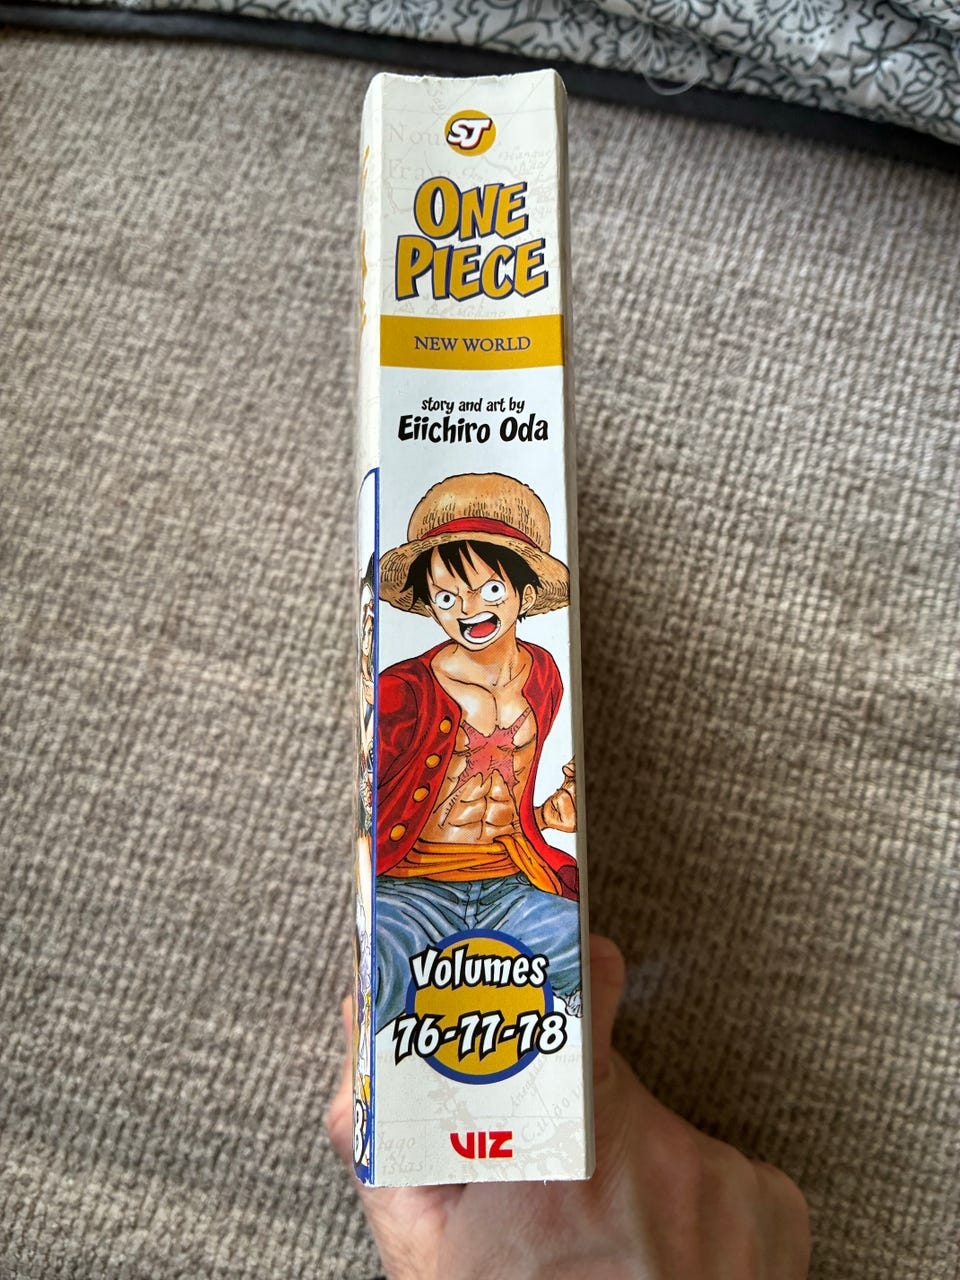 SJ
ONE
PIECE
NEW WORLD
story and art by
Eiichiro Oda
Volumes
76-77-78
VIZ